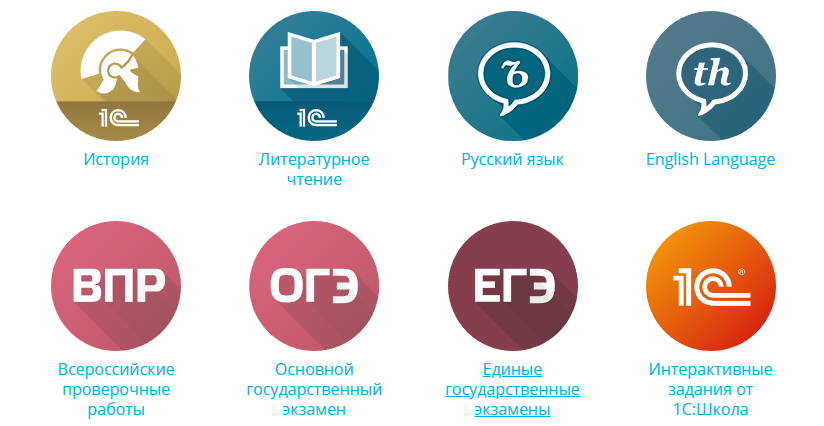 1С
1С
Ъ
th
История
Литературное
чтение
Русский язык
English Language
ВПР
ОГЭ
ЕГЭ
1С®
Всероссийские
проверочные
работы
Основной
государственный
экзамен
Единые
государственные
экзамены
Интерактивные
задания от
1С:Школа